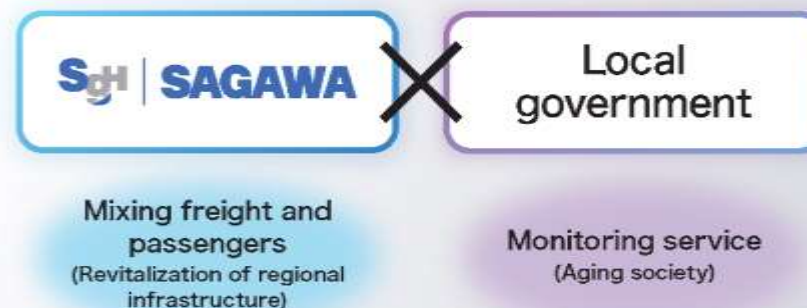 SgH SAGAWA
Local
government
Mixing freight and
passengers
(Revitalization of regional
infrastructure)
Monitoring service
(Aging society)